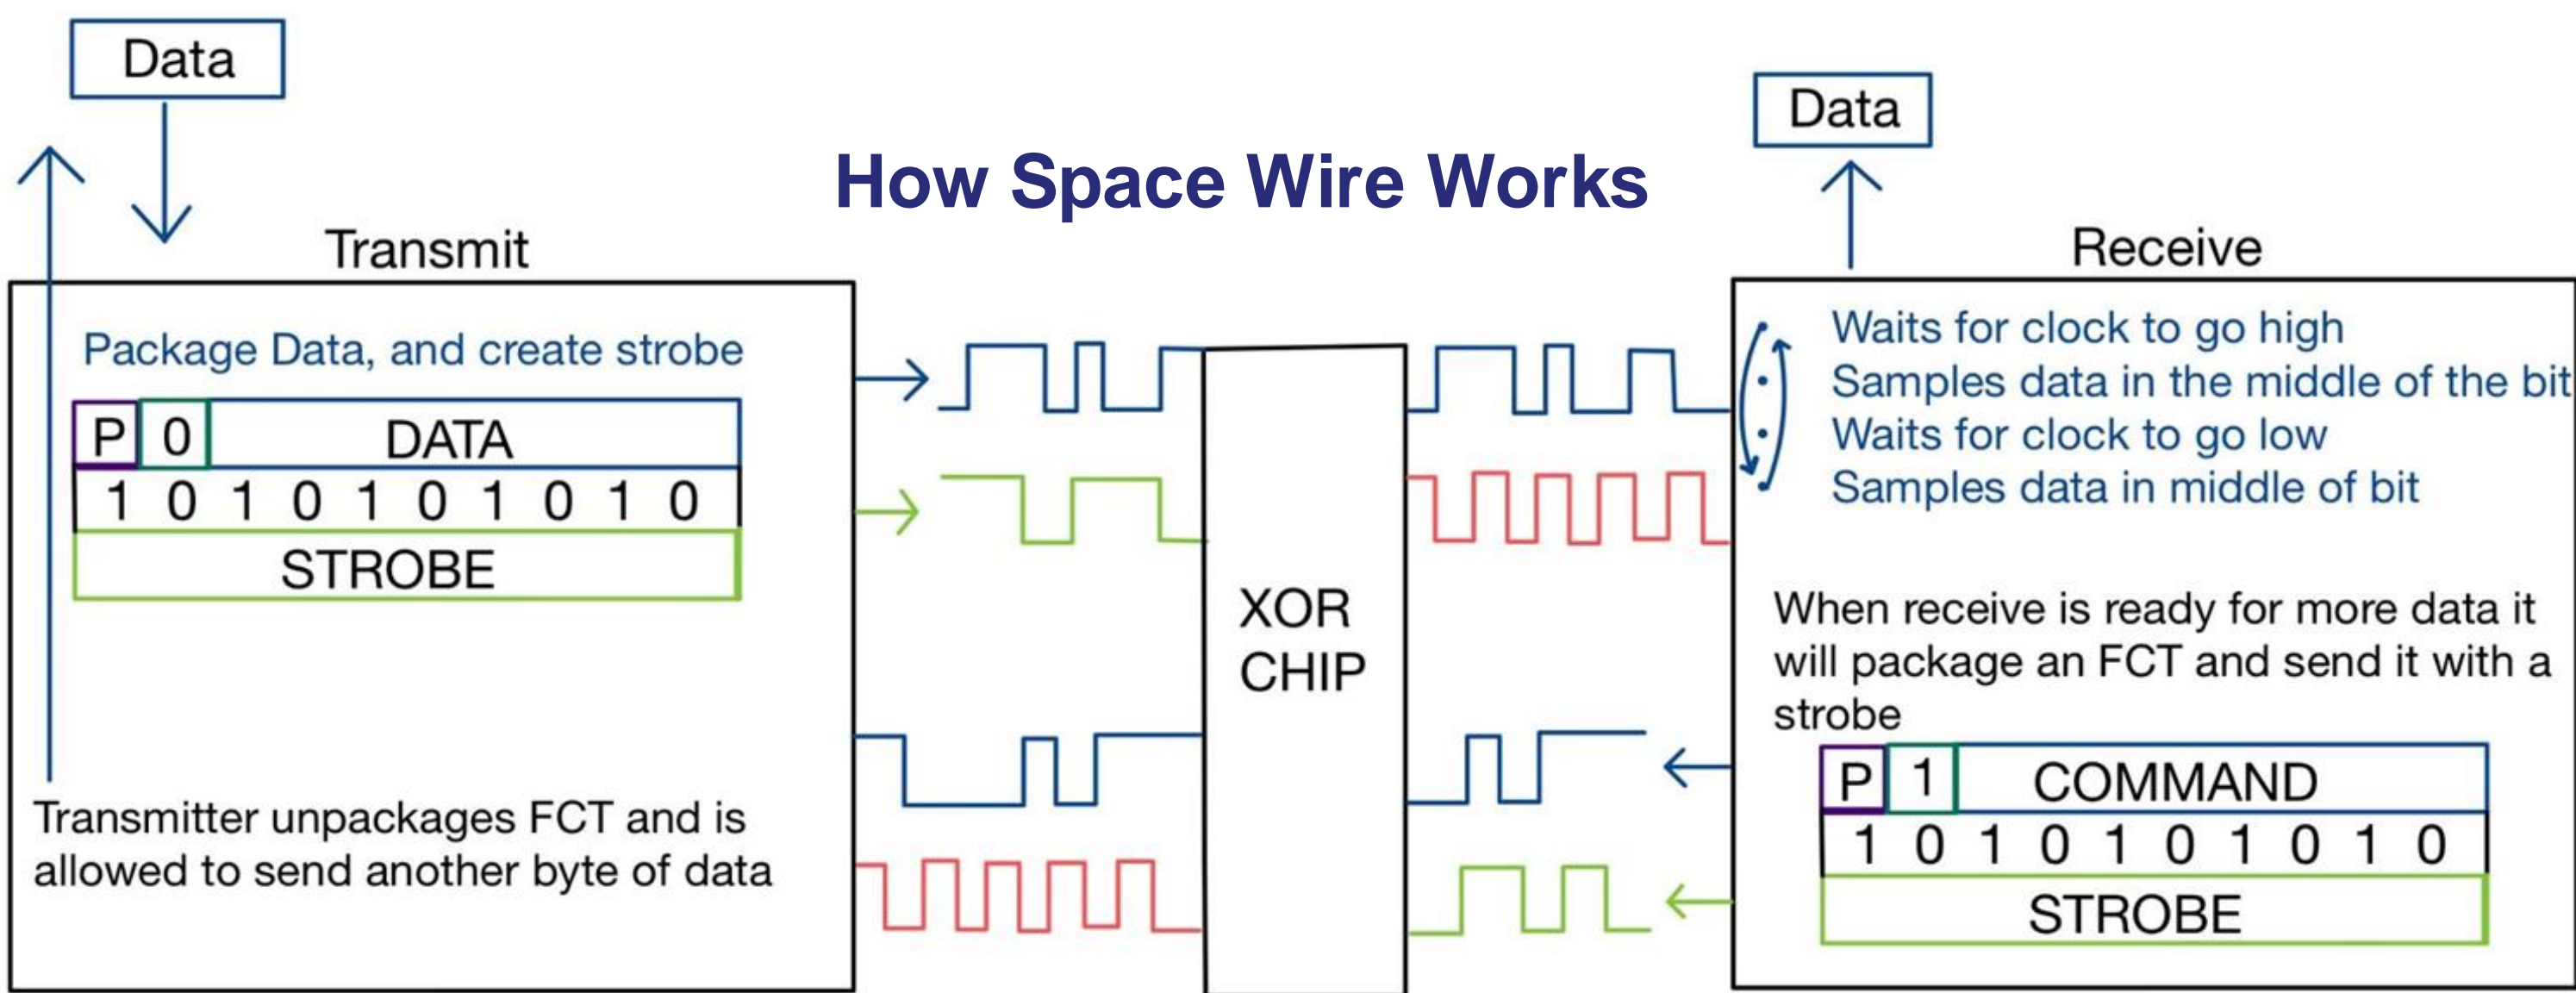 Data
Data
How Space Wire Works
Transmit
Receive
Package Data, and create strobe
P 0 DATA
1 0 1 0 1 0 1 0 1 0
STROBE
Transmitter unpackages FCT and is
allowed to send another byte of data
XOR
CHIP
Waits for clock to go high
Samples data in the middle of the bit
Waits for clock to go low
Samples data in middle of bit
When receive is ready for more data it
will package an FCT and send it with a
strobe
P 1 COMMAND
1 0 1 0 1 0 1 0 1 0
STROBE